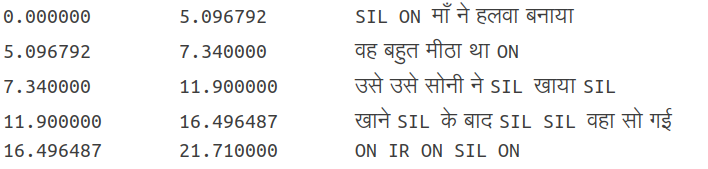 0.000000 5.096792 SIL ON माँ ने हलवा बनाया
5.096792 7.340000 वह बहुत मीठा था ON
7.340000 11.900000 उसे उसे सोनी ने SIL खाया SIL
11.900000 16.496487 खाने SIL के बाद SIL SIL वहा सो गई
16.496487 21.710000 ON IR ON SIL ON